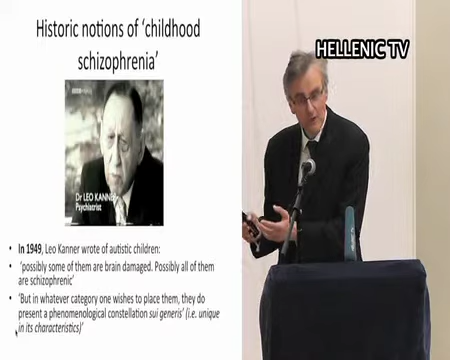 Historic notions of 'childhood
schizophrenia'
HELLENIC TV
Dr LEO KANNER
Psychiatrist
• In 1949, Leo Kanner wrote of autistic children:
• 'possibly some of them are brain damaged. Possibly all of them
are schizophrenic'
• 'But in whatever category one wishes to place them, they do
present a phenomenological constellation sui generis' (i.e. unique
in its characteristics)'